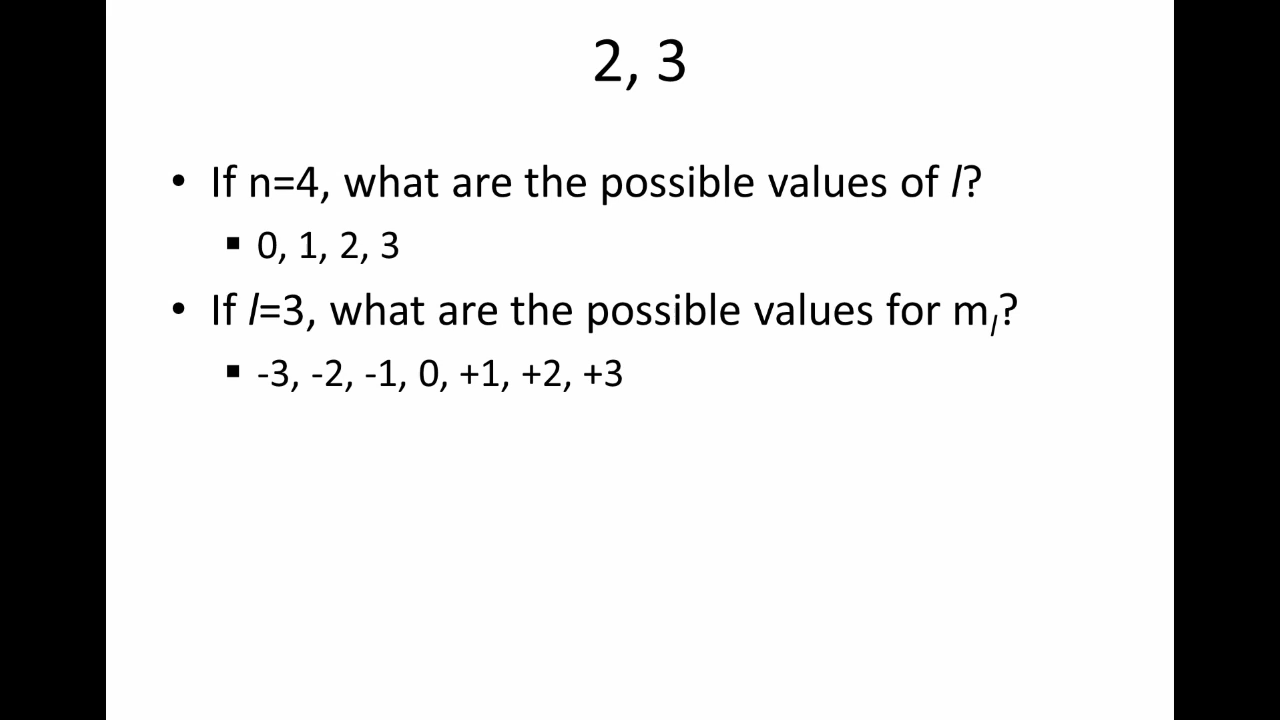 2, 3
• If n=4, what are the possible values of l?
▪ 0, 1, 2, 3
• If l=3, what are the possible values for mₗ?
▪ -3, -2, -1, 0, +1, +2, +3